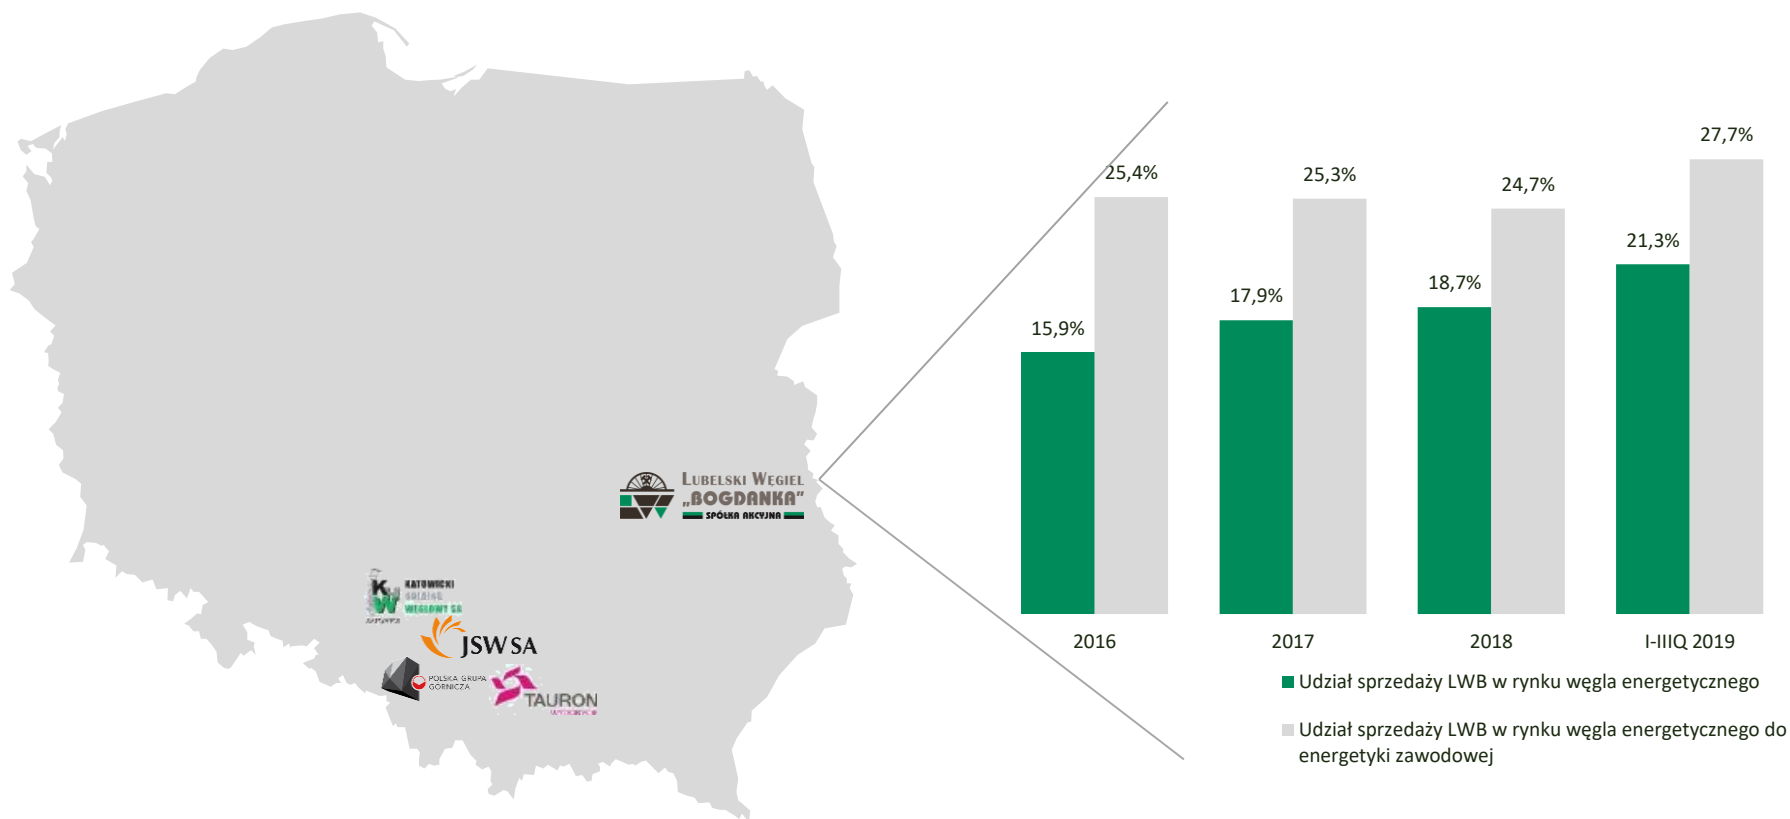 LUBELSKI WĘGIEL
„BOGDANKA”
SPÓŁKA AKCYJNA
KATOWICKI
HOLDING
WĘGLOWY SA
JSW SA
POLSKA GRUPA
GÓRNICZA
TAURON
WYDOBYCIE
25,4%
15,9%
25,3%
17,9%
24,7%
18,7%
27,7%
21,3%
2016
2017
2018
I-IIIQ 2019
Udział sprzedaży LWB w rynku węgla energetycznego
Udział sprzedaży LWB w rynku węgla energetycznego do
energetyki zawodowej